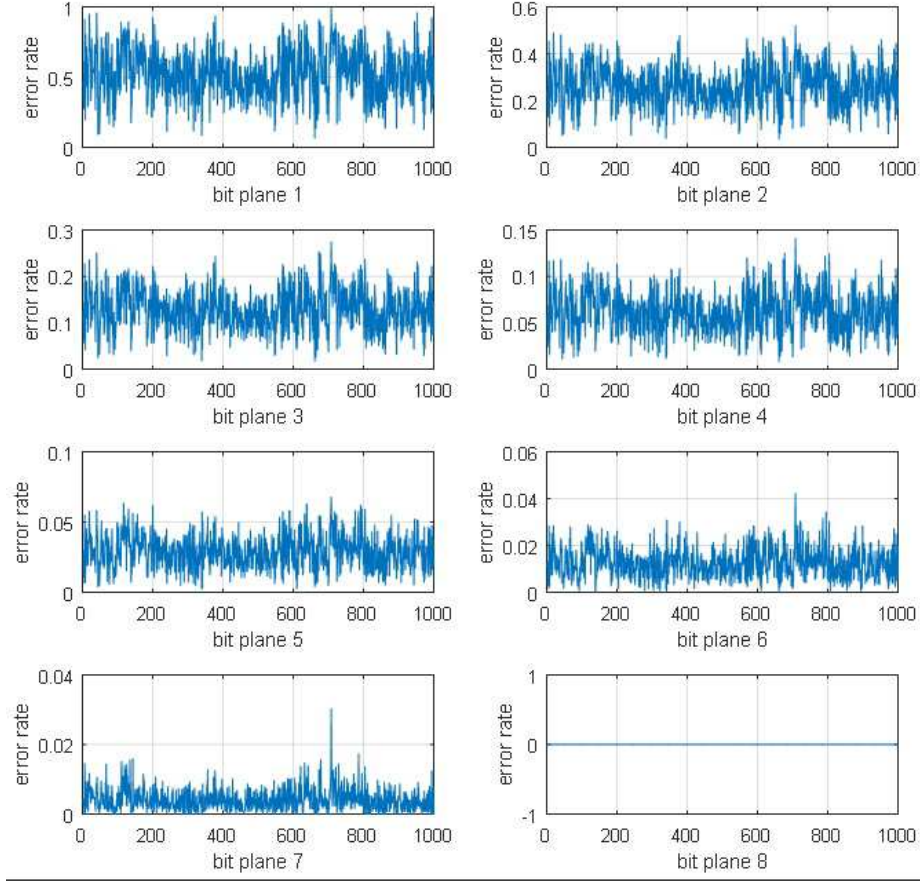 1
0.5
0
error rate
0 200 400 600 800 1000
bit plane 1
0.6
0.4
0.2
0
error rate
0 200 400 600 800 1000
bit plane 2
0.3
0.2
0.1
0
error rate
0 200 400 600 800 1000
bit plane 3
0.15
0.1
0.05
0
error rate
0 200 400 600 800 1000
bit plane 4
0.1
0.05
0
error rate
0 200 400 600 800 1000
bit plane 5
0.06
0.04
0.02
0
error rate
0 200 400 600 800 1000
bit plane 6
0.04
0.02
0
error rate
0 200 400 600 800 1000
bit plane 7
1
0
-1
error rate
0 200 400 600 800 1000
bit plane 8